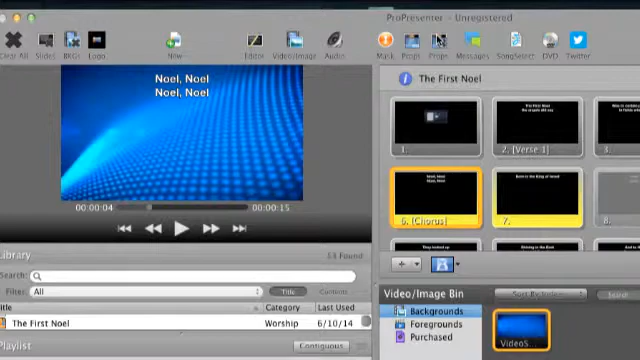 ProPresenter - Unregistered
Clear All
Slides
BKGs
Logo
New
Editor
Video/Image
Audio
Mask
Props
Props
Messages
SongSelect
DVD
Twitter
Noel, Noel
Noel, Noel
00:00:04
00:00:15
The First Noel
1.
2. [Verse 1]
3.
6. [Chorus]
7.
8.
Library
13 Found
Search:
Filter: All
Title
Contents
Title
Category
Last Used
The First Noel
Worship
6/10/14
Playlist
Contiguous
Video/Image Bin
Search
Backgrounds
Foregrounds
Purchased
VideoS...